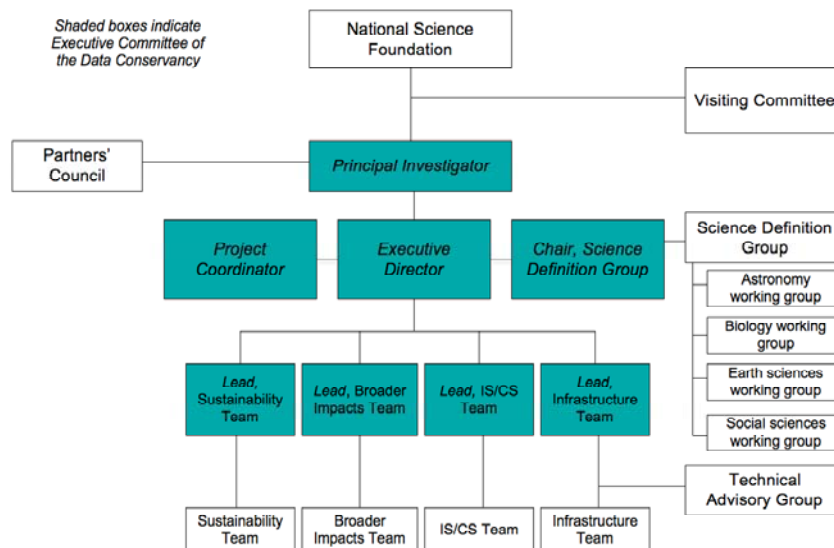 Shaded boxes indicate
Executive Committee of
the Data Conservancy
National Science
Foundation
Visiting Committee
Partners'
Council
Principal Investigator
Project
Coordinator
Executive
Director
Chair, Science
Definition Group
Science Definition
Group
Astronomy
working group
Biology working
group
Earth sciences
working group
Social sciences
working group
Lead,
Sustainability
Team
Lead, Broader
Impacts Team
Lead, IS/CS
Team
Lead,
Infrastructure
Team
Technical
Advisory Group
Sustainability
Team
Broader
Impacts Team
IS/CS Team
Infrastructure
Team